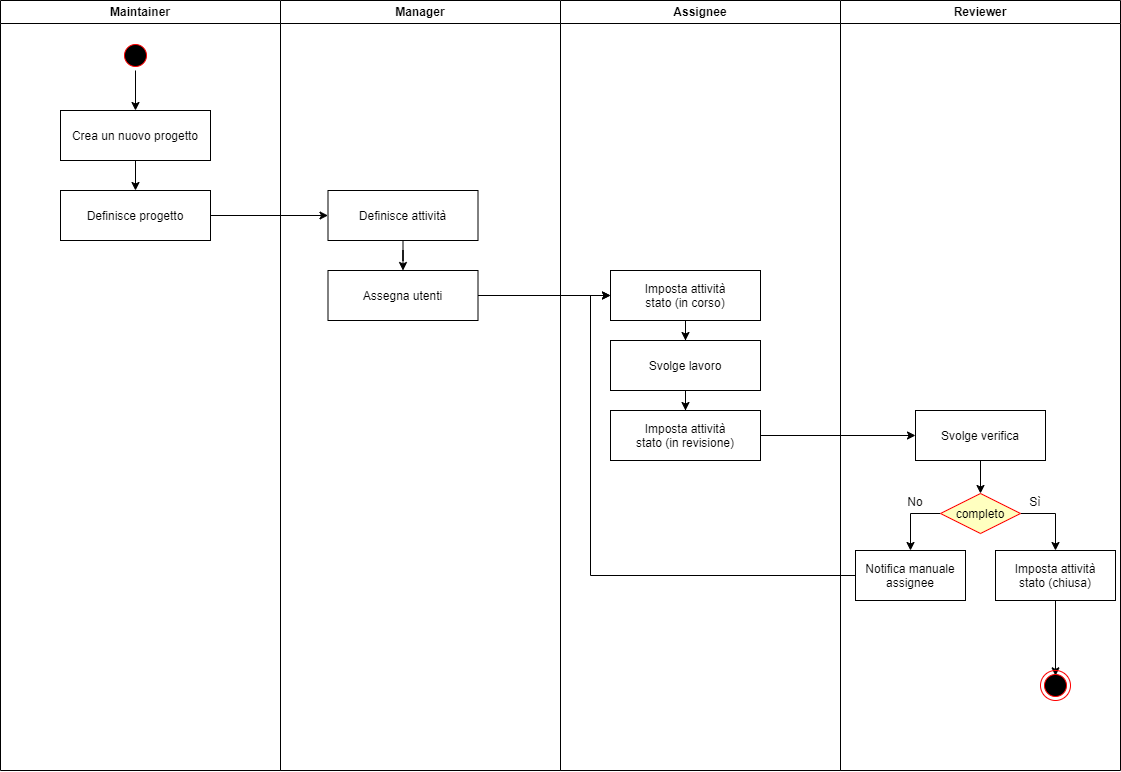 Maintainer
Manager
Assignee
Reviewer
Crea un nuovo progetto
Definisce progetto
Definisce attività
Assegna utenti
Imposta attività
stato (in corso)
Svolge lavoro
Imposta attività
stato (in revisione)
Svolge verifica
No
completo
Sì
Notifica manuale
assignee
Imposta attività
stato (chiusa)